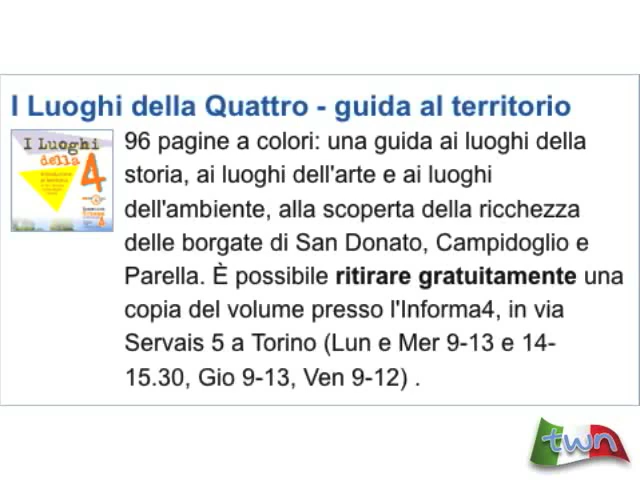 I Luoghi della Quattro - guida al territorio
I Luoghi
della
4
96 pagine a colori: una guida ai luoghi della
storia, ai luoghi dell'arte e ai luoghi
dell'ambiente, alla scoperta della ricchezza
delle borgate di San Donato, Campidoglio e
Parella. È possibile ritirare gratuitamente una
copia del volume presso l'Informa4, in via
Servais 5 a Torino (Lun e Mer 9-13 e 14-
15.30, Gio 9-13, Ven 9-12) .
twn